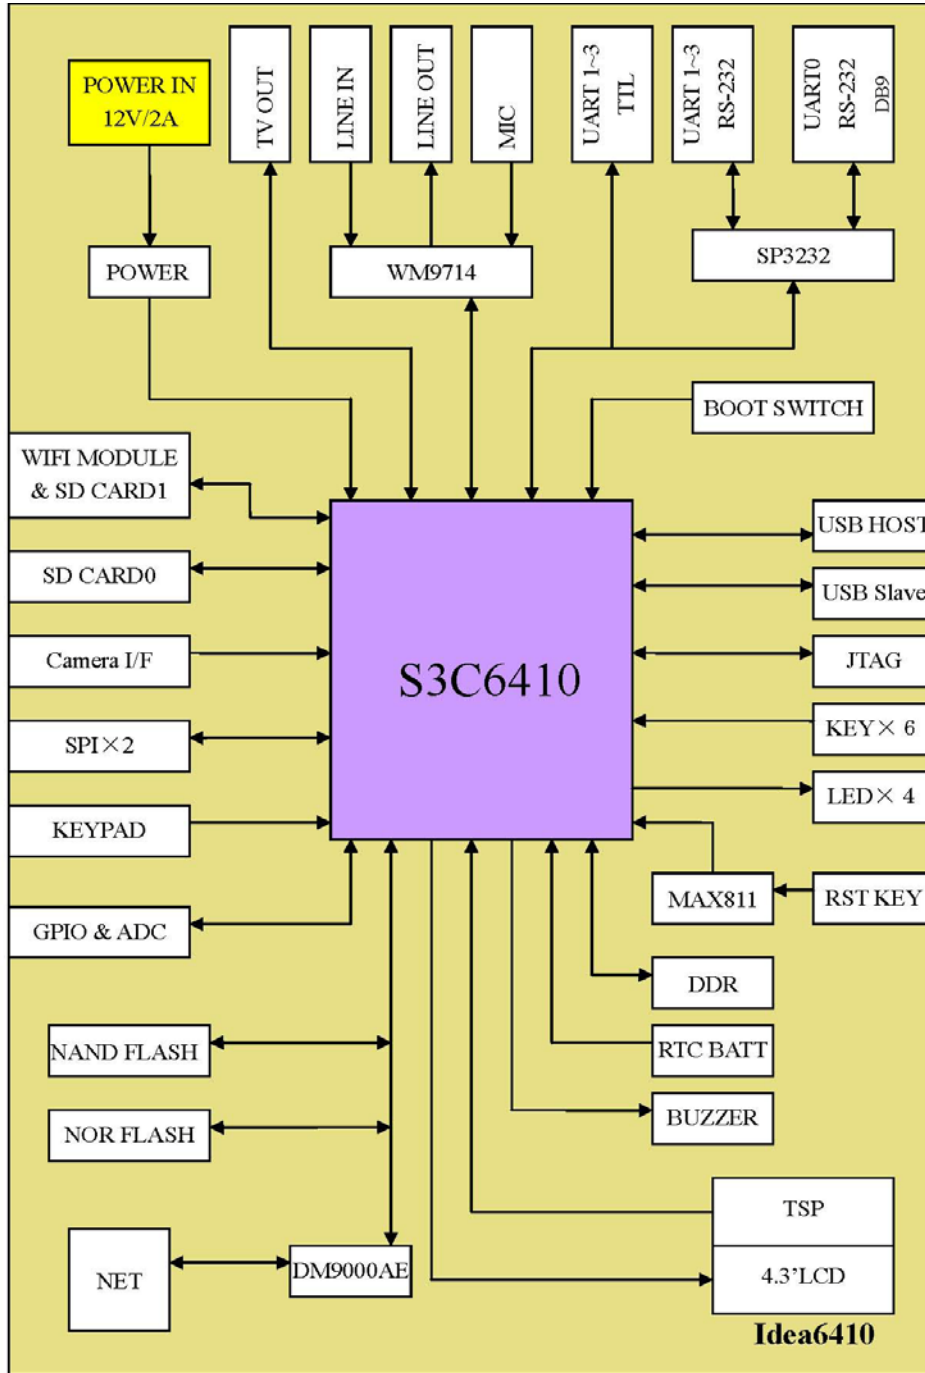 POWER IN
12V/2A
TV OUT
LINE IN
LINE OUT
MIC
UART 1~3
TTL
UART 1~3
RS-232
UART0
RS-232
DB9
POWER
WM9714
SP3232
BOOT SWITCH
WIFI MODULE
& SD CARD1
SD CARD0
Camera I/F
SPI×2
KEYPAD
GPIO & ADC
S3C6410
USB HOST
USB Slave
JTAG
KEY× 6
LED× 4
MAX811
RST KEY
DDR
RTC BATT
BUZZER
NAND FLASH
NOR FLASH
NET
DM9000AE
TSP
4.3'LCD
Idea6410